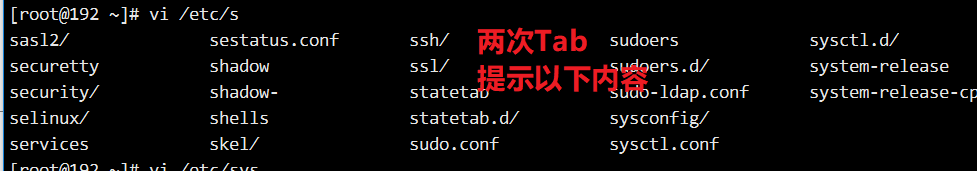 [root@192 ~]# vi /etc/s
sasl2/ sestatus.conf ssh/ sudoers sysctl.d/
securetty shadow ssl/ sudoers.d/ system-release
security/ shadow- statetab sudo-ldap.conf system-release-cp
selinux/ shells statetab.d/ sysconfig/
services skel/ sudo.conf sysctl.conf
[root@192 ~]# vi /etc/sys
两次Tab
提示以下内容